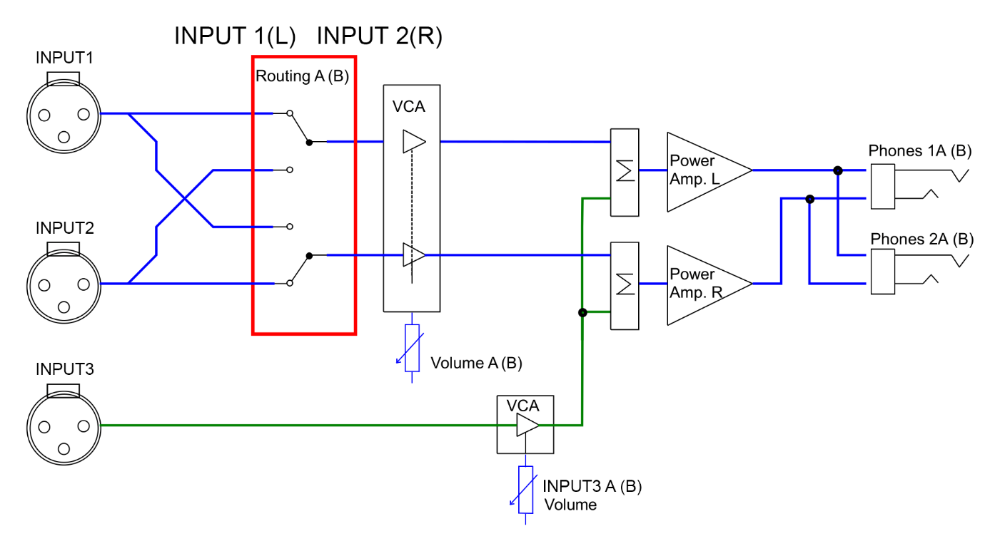 INPUT 1(L) INPUT 2(R)
INPUT1
Routing A (B)
VCA
Phones 1A (B)
Power
Amp. L
Σ
INPUT2
Phones 2A (B)
Power
Amp. R
Σ
Volume A (B)
INPUT3
VCA
INPUT3 A (B)
Volume